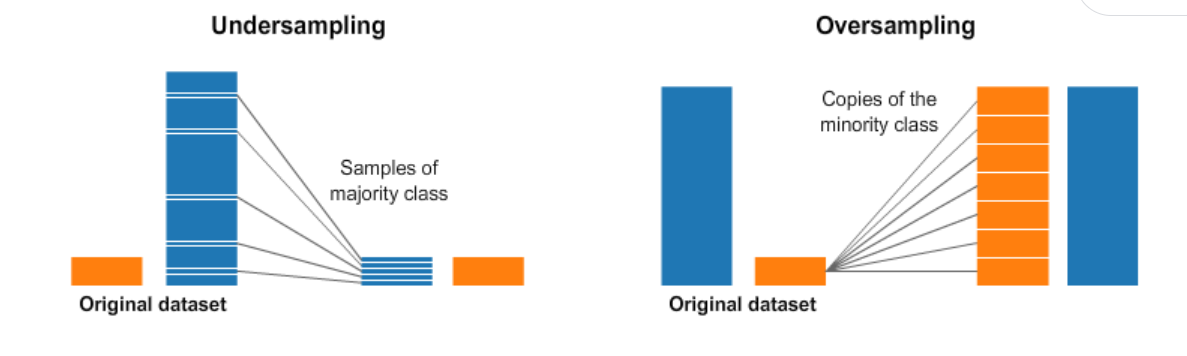 Undersampling
Samples of
majority class
Original dataset
Oversampling
Copies of the
minority class
Original dataset